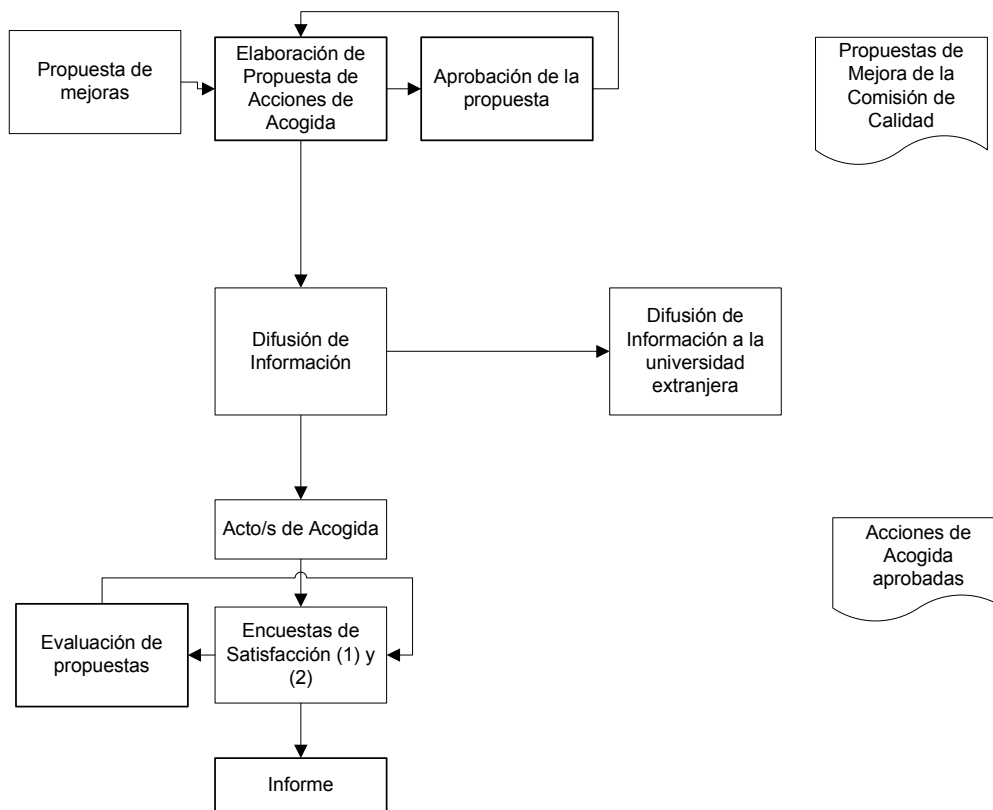 Propuesta de
mejoras
Elaboración de
Propuesta de
Acciones de
Acogida
Aprobación de la
propuesta
Propuestas de
Mejora de la
Comisión de
Calidad
Difusión de
Información
Difusión de
Información a la
universidad
extranjera
Acto/s de Acogida
Acciones de
Acogida
aprobadas
Evaluación de
propuestas
Encuestas de
Satisfacción (1) y
(2)
Informe